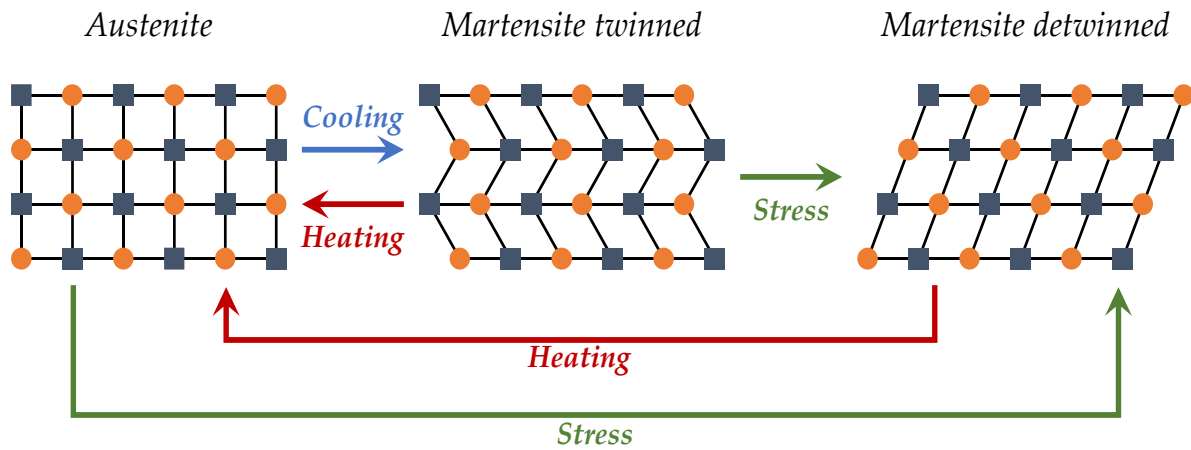 Austenite
Martensite twinned
Martensite detwinned
Cooling
Heating
Stress
Heating
Stress